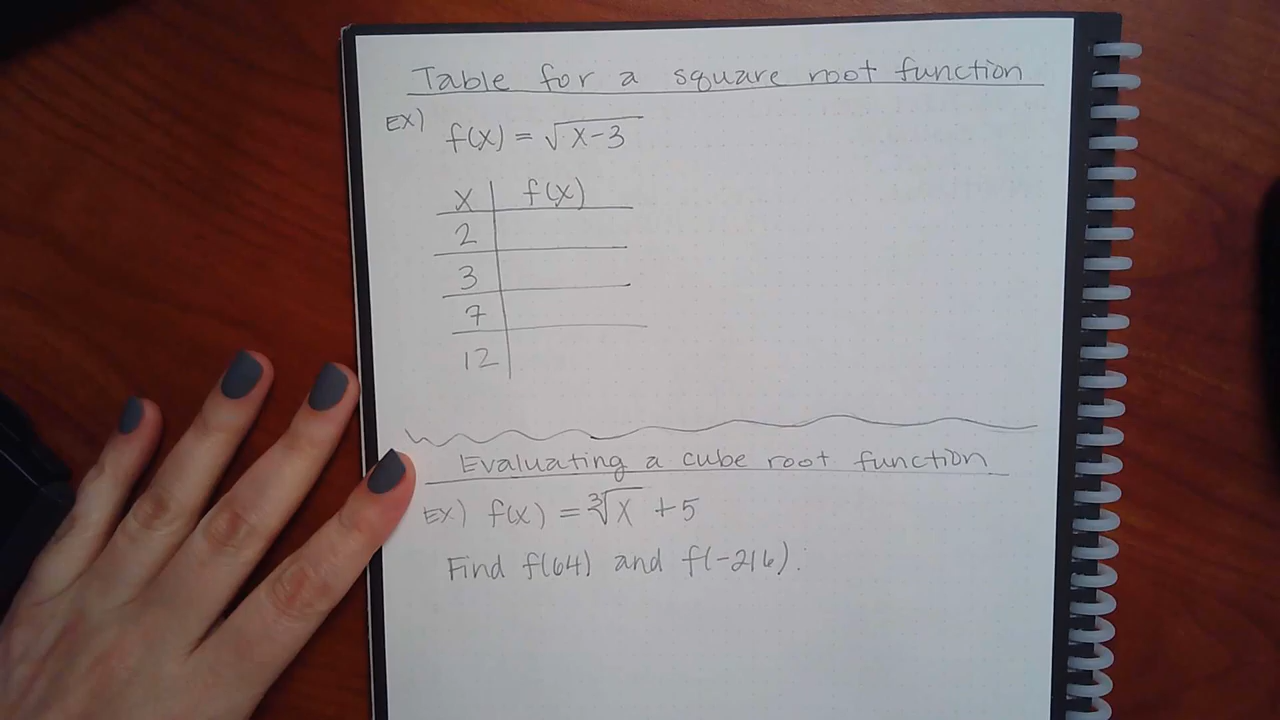 Table for a square root function
EX) f(x) = √x-3
x | f(x)
2
3
7
12
Evaluating a cube root function
EX.) f(x) = ∛x + 5
Find f(64) and f(-216).